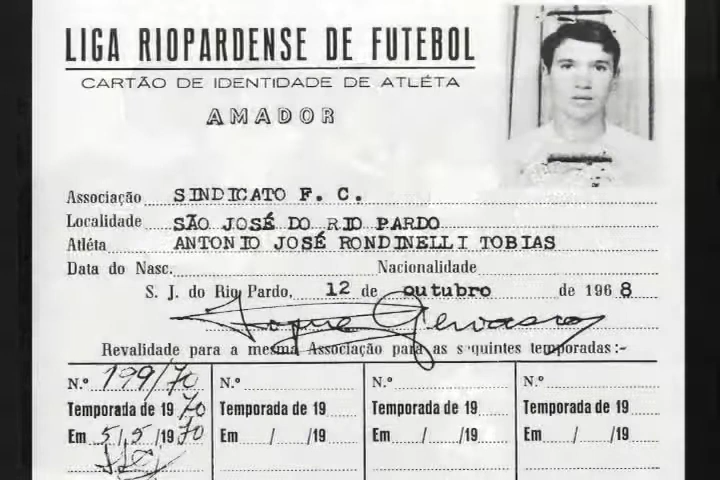 LIGA RIOPARDENSE DE FUTEBOL
CARTÃO DE IDENTIDADE DE ATLÉTA
AMADOR
Associação SINDICATO F. C.
Localidade SÃO JOSÉ DO RIO PARDO
Atléta ANTONIO JOSÉ RONDINELLI TOBIAS
Data do Nasc. Nacionalidade
S. J. do Rio Pardo, 12 de outubro de 1968
Roque Gervasio
Revalidade para a mesma Associação para as s quintes temporadas:-
N.º 199/70 N.º N.º N.º
Temporada de 1970 Temporada de 19 Temporada de 19 Temporada de 19
Em 5/5/1970 Em / /19 Em / /19 Em / /19